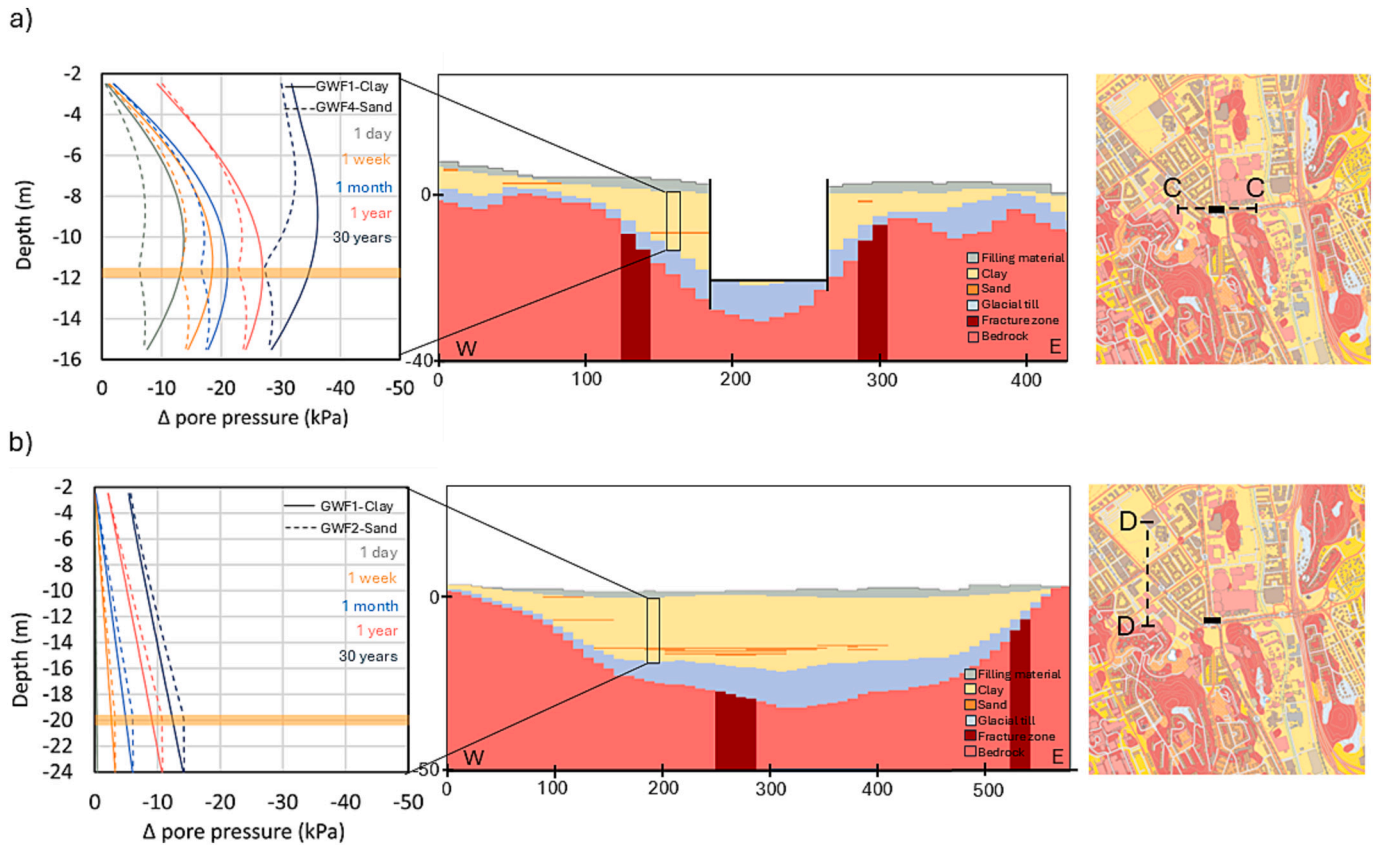 a)
-2
-4
-6
-8
-10
-12
-14
-16
Depth (m)
GWF1-Clay
GWF4-Sand
1 day
1 week
1 month
1 year
30 years
0 -10 -20 -30 -40 -50
Δ pore pressure (kPa)
0
-40
W
E
0 100 200 300 400
Filling material
Clay
Sand
Glacial till
Fracture zone
Bedrock
C C
b)
-2
-4
-6
-8
-10
-12
-14
-16
-18
-20
-22
-24
Depth (m)
GWF1-Clay
GWF2-Sand
1 day
1 week
1 month
1 year
30 years
0 -10 -20 -30 -40 -50
Δ pore pressure (kPa)
0
-50
W
E
0 100 200 300 400 500
Filling material
Clay
Sand
Glacial till
Fracture zone
Bedrock
D
D